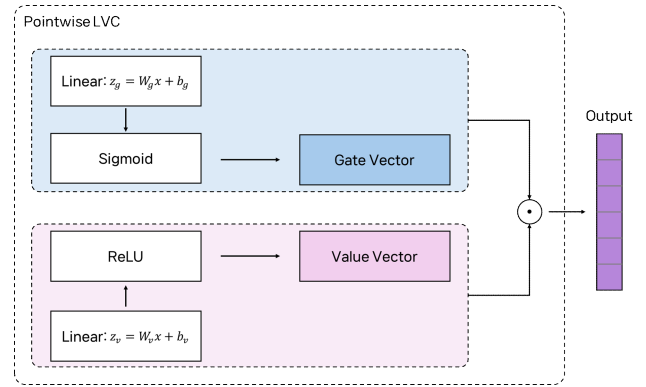 Pointwise LVC
Linear: z_g = W_g x + b_g
Sigmoid
Gate Vector
Output
ReLU
Value Vector
Linear: z_v = W_v x + b_v